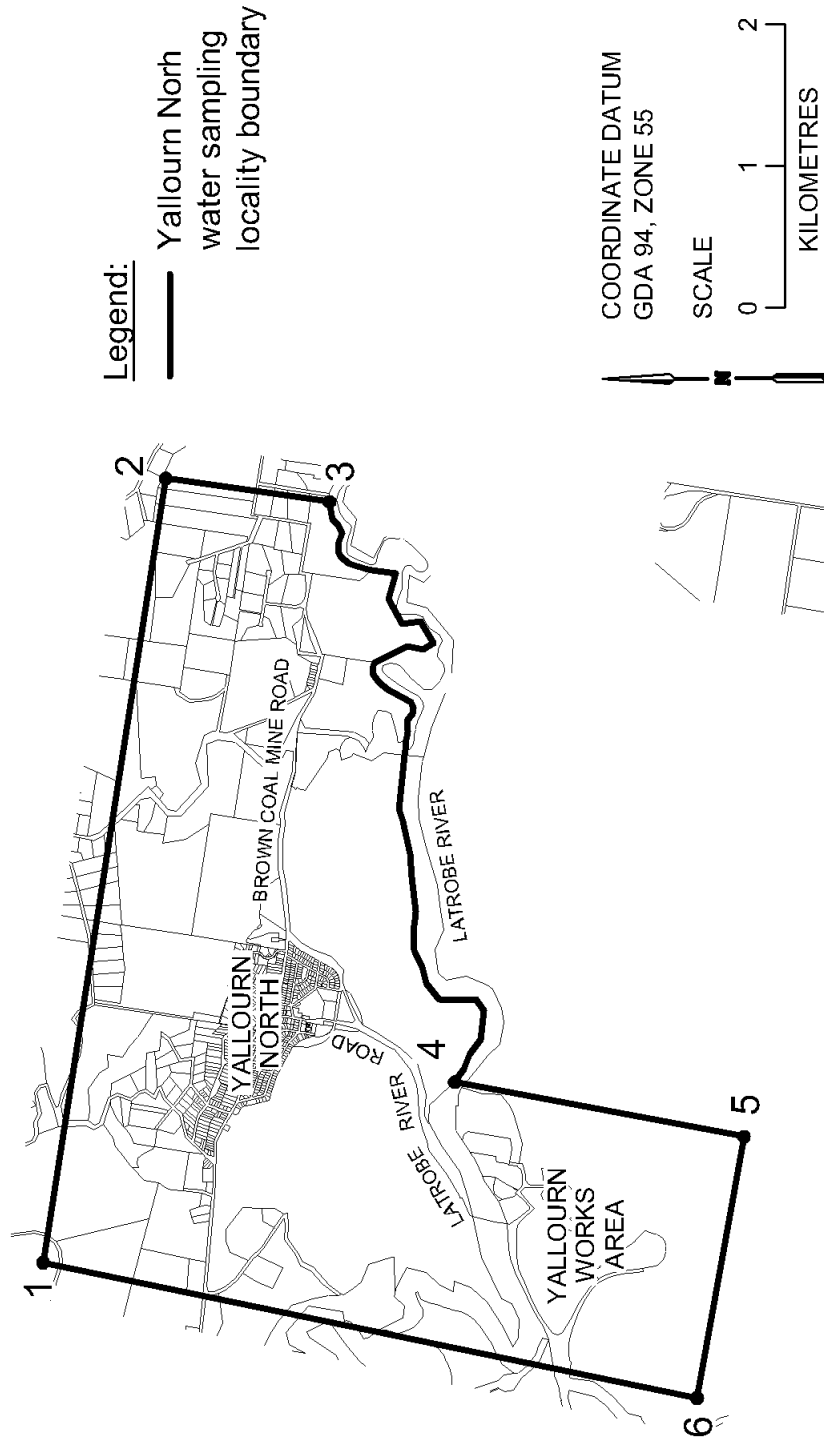 Legend:
Yallourn Norh
water sampling
locality boundary
1
2
3
4
5
6
BROWN COAL MINE ROAD
YALLOURN
NORTH
ROAD
LATROBE RIVER
LATROBE RIVER
YALLOURN
WORKS
AREA
COORDINATE DATUM
GDA 94, ZONE 55
SCALE
0 1 2
KILOMETRES
N